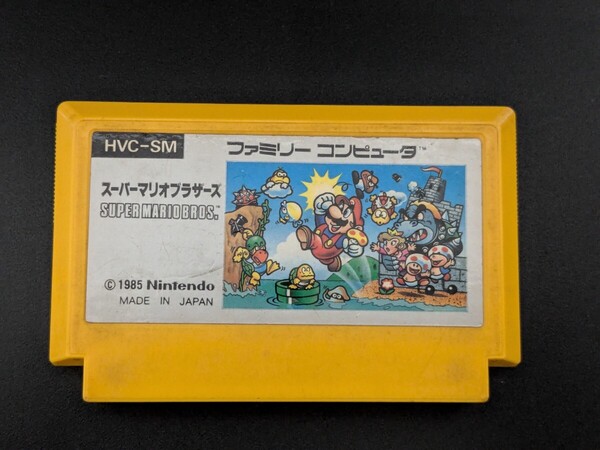 HVC-SM
ファミリー コンピュータ™
スーパーマリオブラザーズ
SUPER MARIO BROS.™
© 1985 Nintendo
MADE IN JAPAN